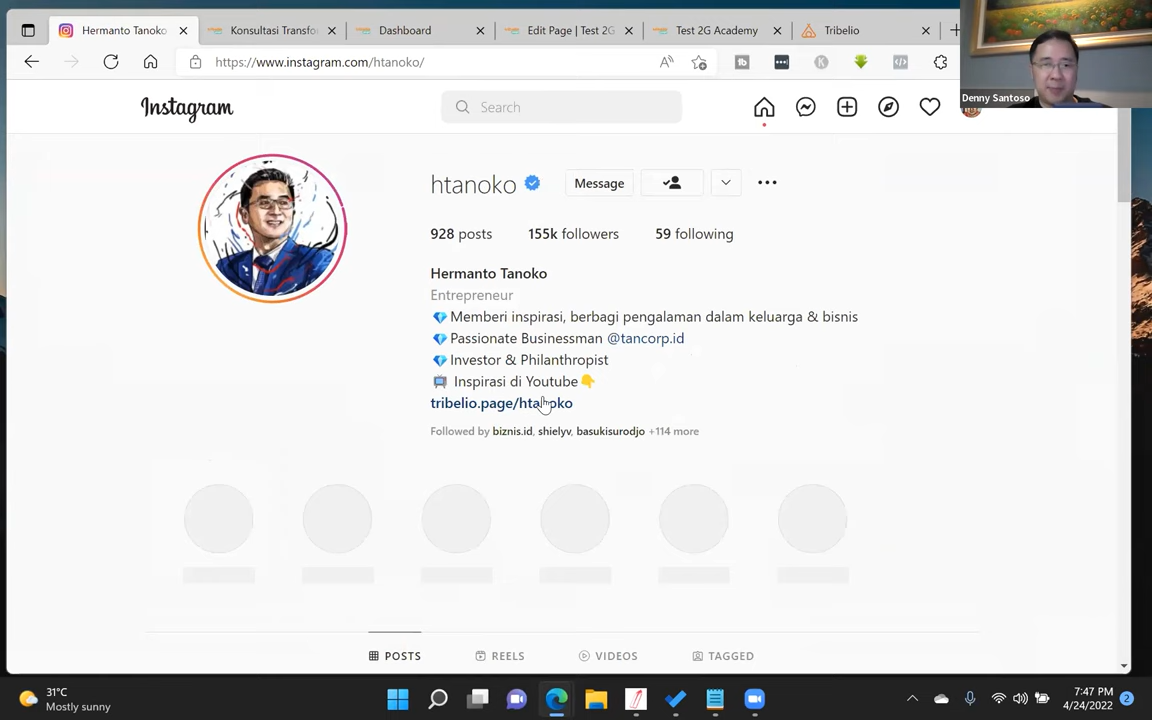 Hermanto Tanoko
Konsultasi Transfo
Dashboard
Edit Page | Test 2G
Test 2G Academy
Tribelio
https://www.instagram.com/htanoko/
Denny Santoso
Instagram
Search
htanoko
Message
928 posts 155k followers 59 following
Hermanto Tanoko
Entrepreneur
💎Memberi inspirasi, berbagi pengalaman dalam keluarga & bisnis
💎Passionate Businessman @tancorp.id
💎Investor & Philanthropist
📺 Inspirasi di Youtube👇
tribelio.page/htanoko
Followed by biznis.id, shielyv, basukisurodjo +114 more
POSTS REELS VIDEOS TAGGED
31°C
Mostly sunny
7:47 PM
4/24/2022
2